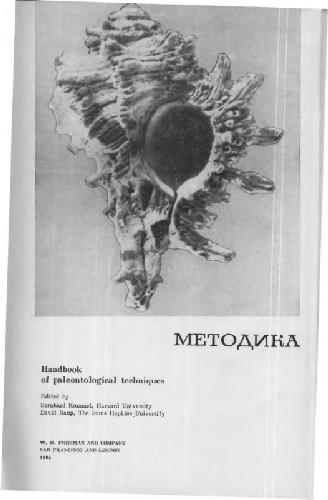 МЕТОДИКА
Handbook
of paleontological techniques
Edited by
Bernhard Kummel, Harvard University
David Raup, The Johns Hopkins University
W. H. FREEMAN AND COMPANY
SAN FRANCISCO AND LONDON
1965